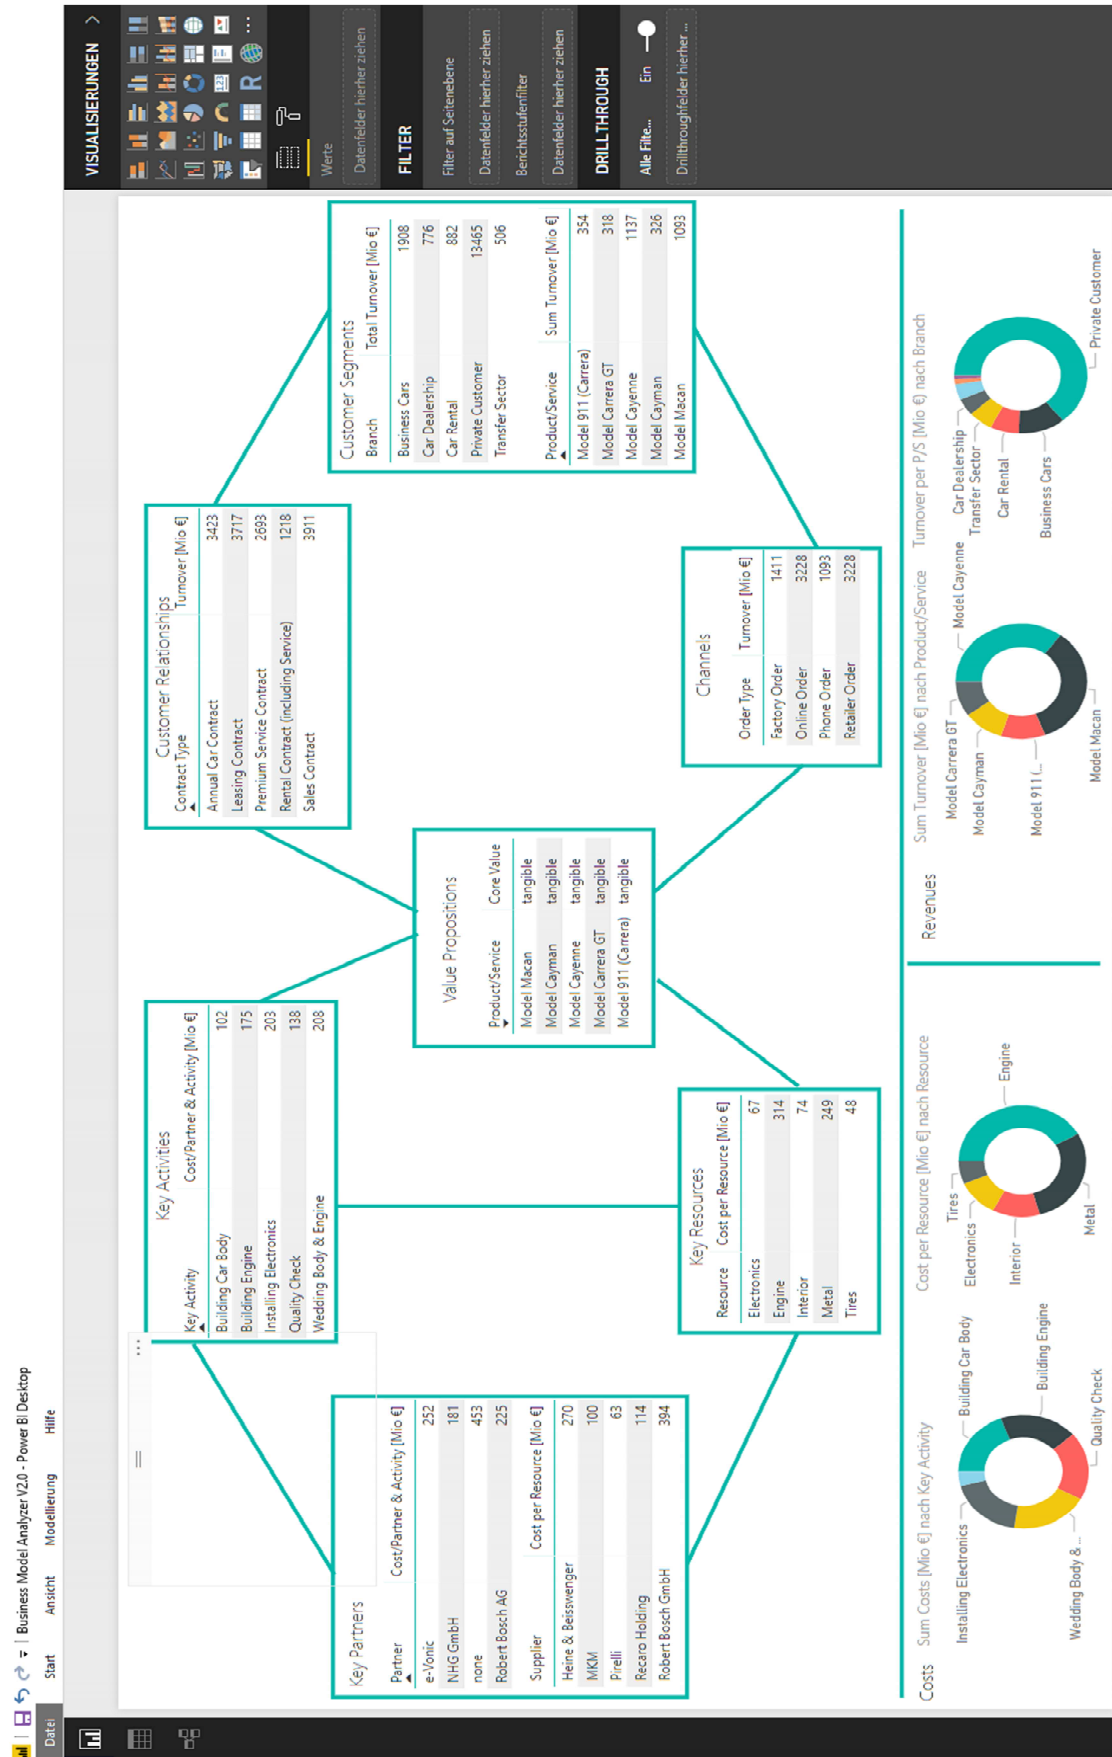 Business Model Analyzer V2.0 - Power BI Desktop
Datei Start Ansicht Modellierung Hilfe
Key Partners
Partner Cost/Partner & Activity [Mio €]
e-Vonic 252
NHG GmbH 181
none 453
Robert Bosch AG 225
Supplier Cost per Resource [Mio €]
Heine & Beisswenger 270
MKM 100
Pirelli 63
Recaro Holding 114
Robert Bosch GmbH 394
Key Activities
Key Activity Cost/Partner & Activity [Mio €]
Building Car Body 102
Building Engine 175
Installing Electronics 203
Quality Check 138
Wedding Body & Engine 208
Key Resources
Resource Cost per Resource [Mio €]
Electronics 67
Engine 314
Interior 74
Metal 249
Tires 48
Value Propositions
Product/Service Core Value
Model Macan tangible
Model Cayman tangible
Model Cayenne tangible
Model Carrera GT tangible
Model 911 (Carrera) tangible
Customer Relationships
Contract Type Turnover [Mio €]
Annual Car Contract 3423
Leasing Contract 3717
Premium Service Contract 2693
Rental Contract (including Service) 1218
Sales Contract 3911
Channels
Order Type Turnover [Mio €]
Factory Order 1411
Online Order 3228
Phone Order 1093
Retailer Order 3228
Customer Segments
Branch Total Turnover [Mio €]
Business Cars 1908
Car Dealership 776
Car Rental 882
Private Customer 13465
Transfer Sector 506
Product/Service Sum Turnover [Mio €]
Model 911 (Carrera) 354
Model Carrera GT 318
Model Cayenne 1137
Model Cayman 326
Model Macan 1093
Costs
Sum Costs [Mio €] nach Key Activity
Installing Electronics
Building Car Body
Building Engine
Wedding Body & ...
Quality Check
Cost per Resource [Mio €] nach Resource
Tires
Electronics
Interior
Engine
Metal
Revenues
Sum Turnover [Mio €] nach Product/Service
Model Carrera GT
Model Cayman
Model 911 (...
Model Cayenne
Model Macan
Turnover per P/S [Mio €] nach Branch
Car Dealership
Transfer Sector
Car Rental
Business Cars
Private Customer
VISUALISIERUNGEN >
123
R
...
Werte
Datenfelder hierher ziehen
FILTER
Filter auf Seitenebene
Datenfelder hierher ziehen
Berichtsstufenfilter
Datenfelder hierher ziehen
DRILLTHROUGH
Alle Filte... Ein
Drillthroughfelder hierher ...